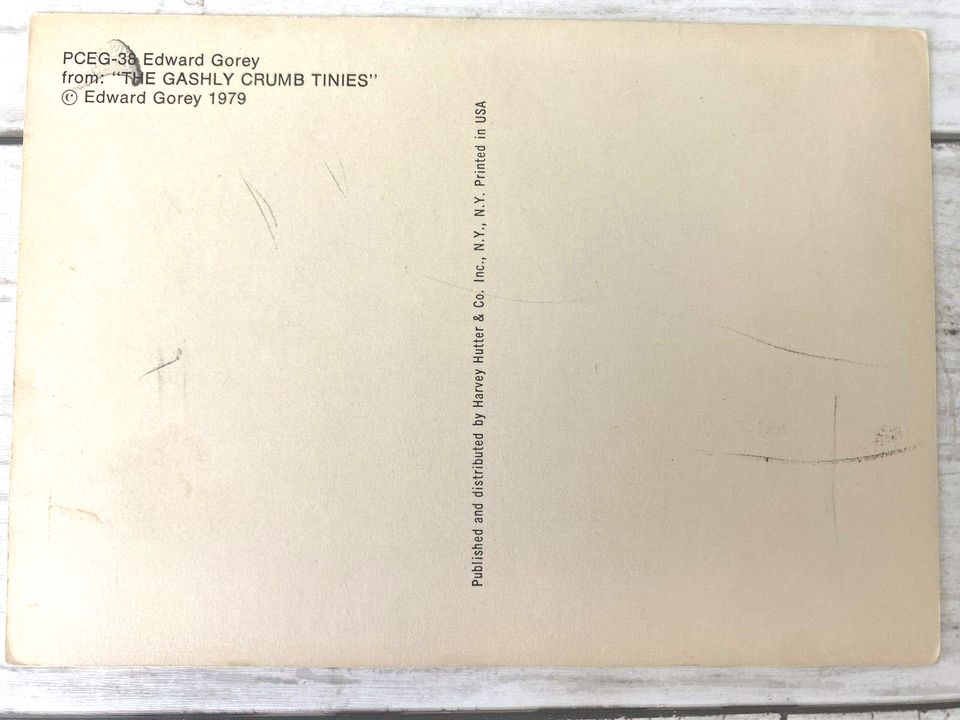 PCEG-38 Edward Gorey
from: “THE GASHLY CRUMB TINIES”
© Edward Gorey 1979
Published and distributed by Harvey Hutter & Co. Inc., N.Y., N.Y. Printed in USA